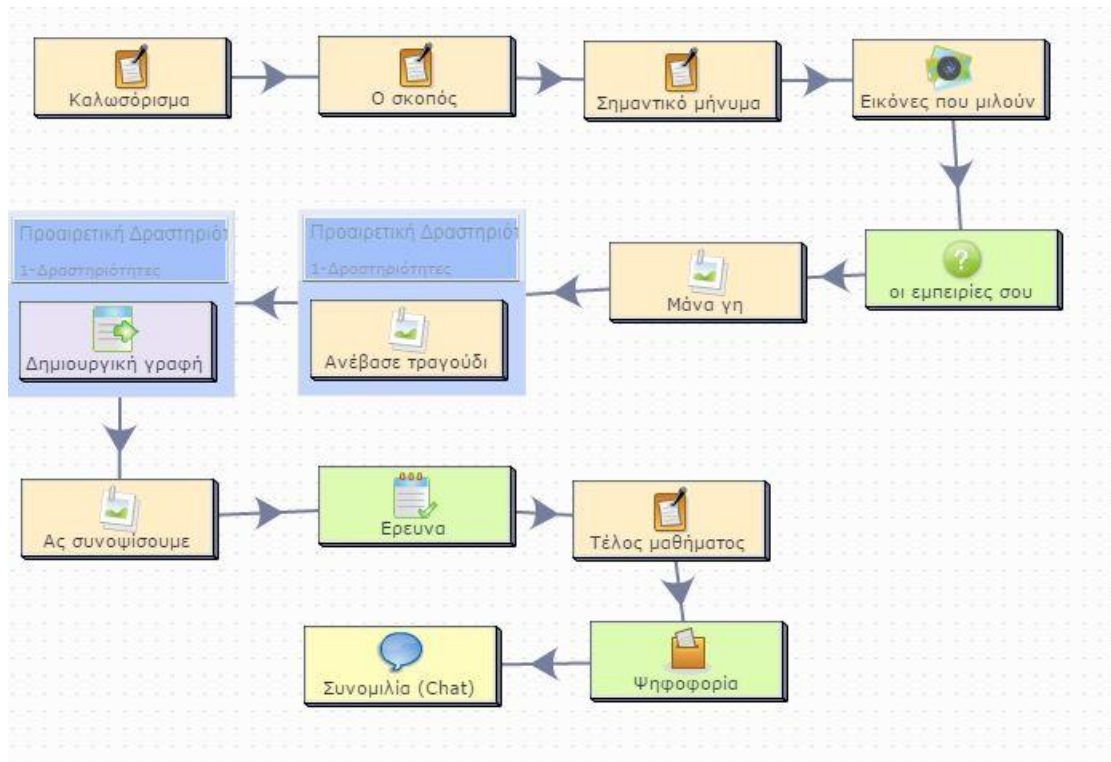 Καλωσόρισμα
Ο σκοπός
Σημαντικό μήνυμα
Εικόνες που μιλούν
Προαιρετική Δραστηριότ
1-Δραστηριότητες
Δημιουργική γραφή
Προαιρετική Δραστηριότ
1-Δραστηριότητες
Ανέβασε τραγούδι
Μάνα γη
οι εμπειρίες σου
Ας συνοψίσουμε
Ερευνα
Τέλος μαθήματος
Συνομιλία (Chat)
Ψηφοφορία